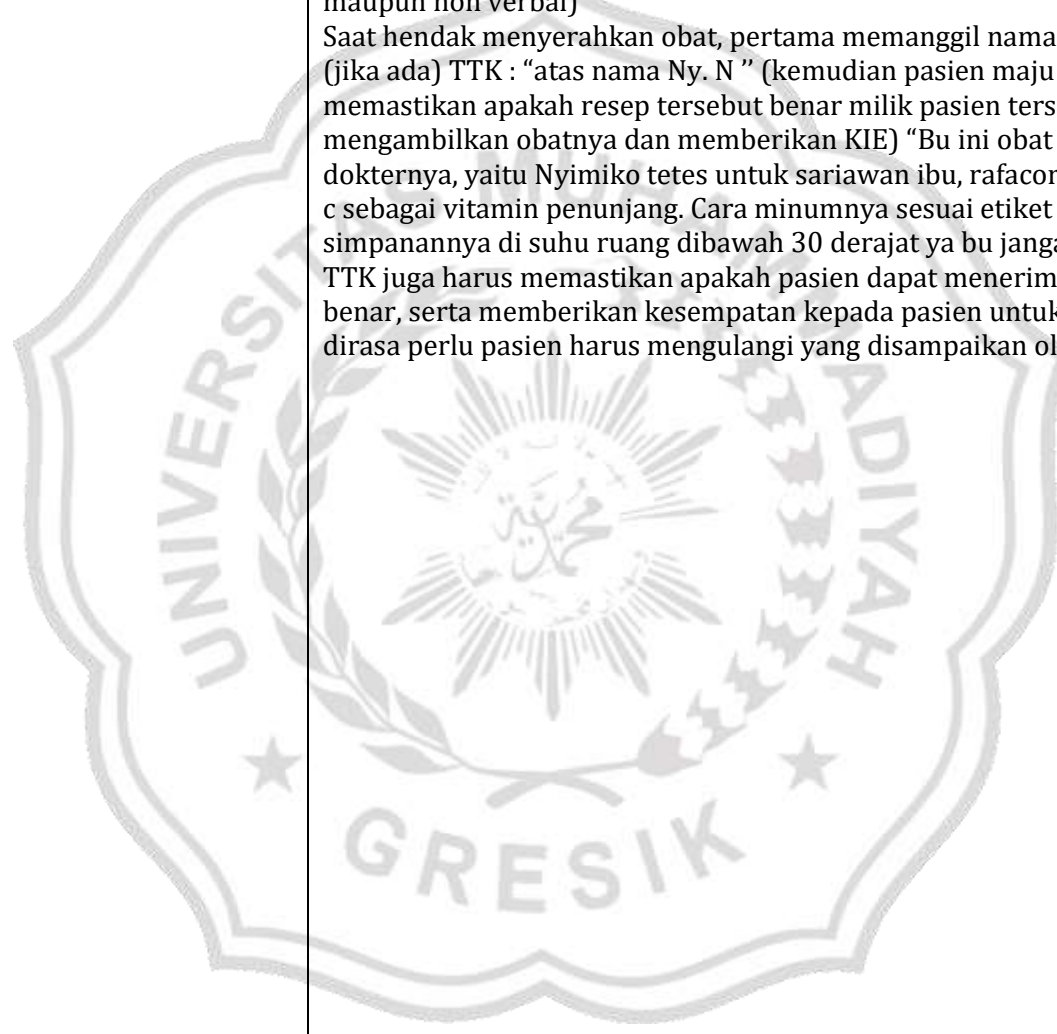 maupun non verbal)
Saat hendak menyerahkan obat, pertama memanggil nama
(jika ada) TTK : “atas nama Ny. N ” (kemudian pasien maju
memastikan apakah resep tersebut benar milik pasien ters
mengambilkan obatnya dan memberikan KIE) “Bu ini obat
dokternya, yaitu Nyimiko tetes untuk sariawan ibu, rafacor
c sebagai vitamin penunjang. Cara minumnya sesuai etiket
simpanannya di suhu ruang dibawah 30 derajat ya bu janga
TTK juga harus memastikan apakah pasien dapat menerim
benar, serta memberikan kesempatan kepada pasien untuk
dirasa perlu pasien harus mengulangi yang disampaikan ol
UNIVERSITAS MUHAMMADIYAH
GRESIK